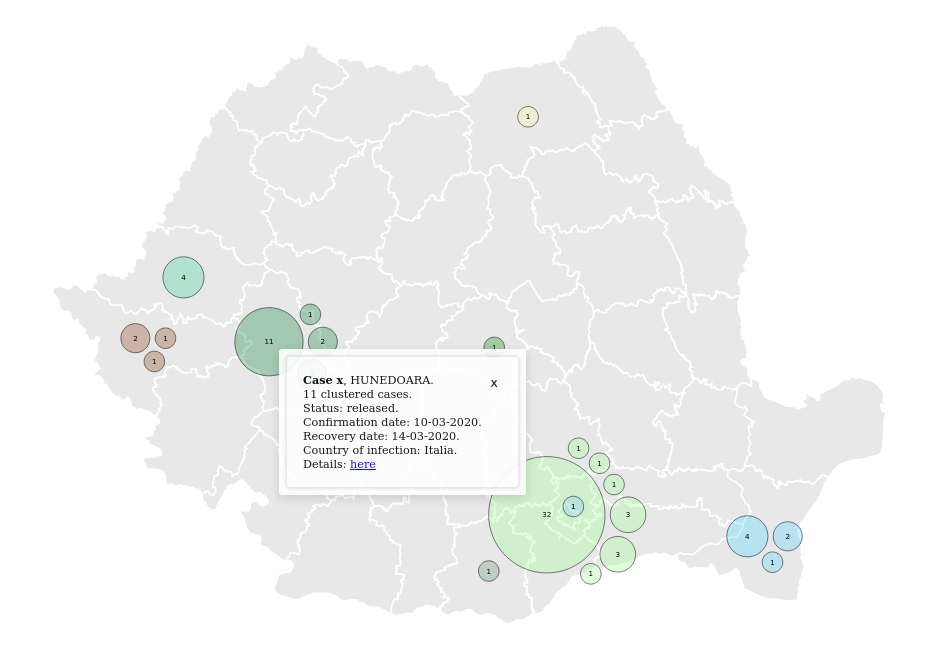 1
4
1
2
1
11
2
1
1
Case x, HUNEDOARA.
x
11 clustered cases.
Status: released.
Confirmation date: 10-03-2020.
Recovery date: 14-03-2020.
Country of infection: Italia.
Details: here
1
1
1
32
1
3
4
2
3
1
1
1